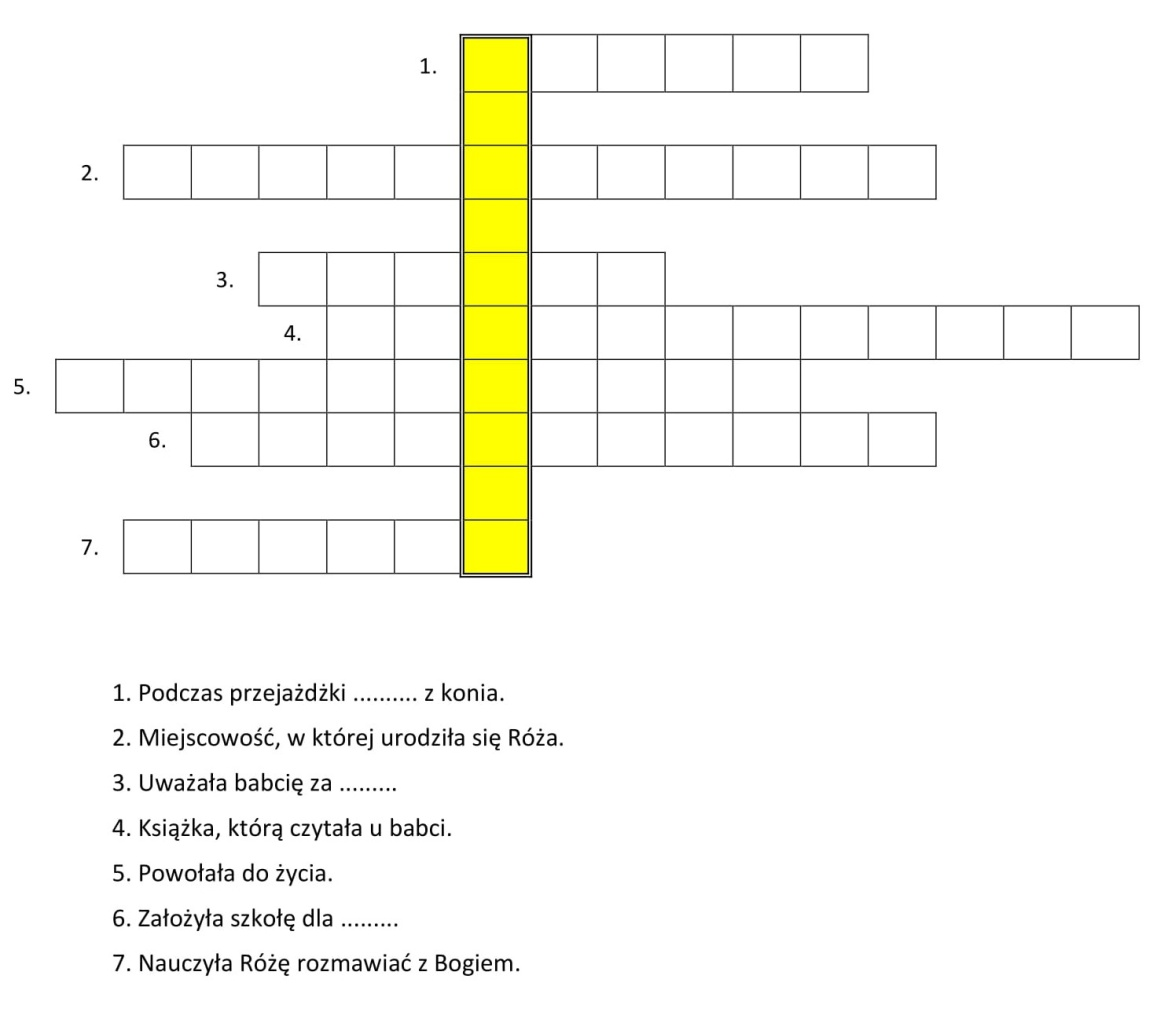 1.
2.
3.
4.
5.
6.
7.
1. Podczas przejażdżki .......... z konia.
2. Miejscowość, w której urodziła się Róża.
3. Uważała babcię za .........
4. Książka, którą czytała u babci.
5. Powołała do życia.
6. Założyła szkołę dla .........
7. Nauczyła Różę rozmawiać z Bogiem.